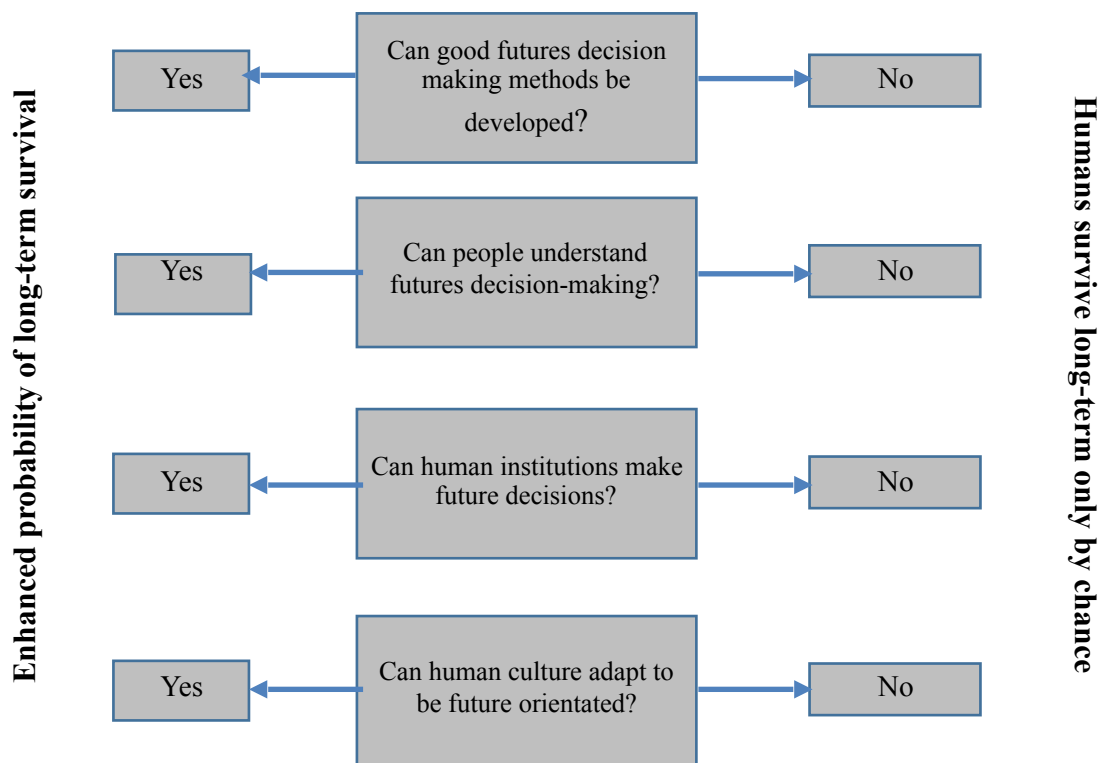 Enhanced probability of long-term survival
Can good futures decision
making methods be
developed?
Yes
No
Can people understand
futures decision-making?
Yes
No
Can human institutions make
future decisions?
Yes
No
Can human culture adapt to
be future orientated?
Yes
No
Humans survive long-term only by chance